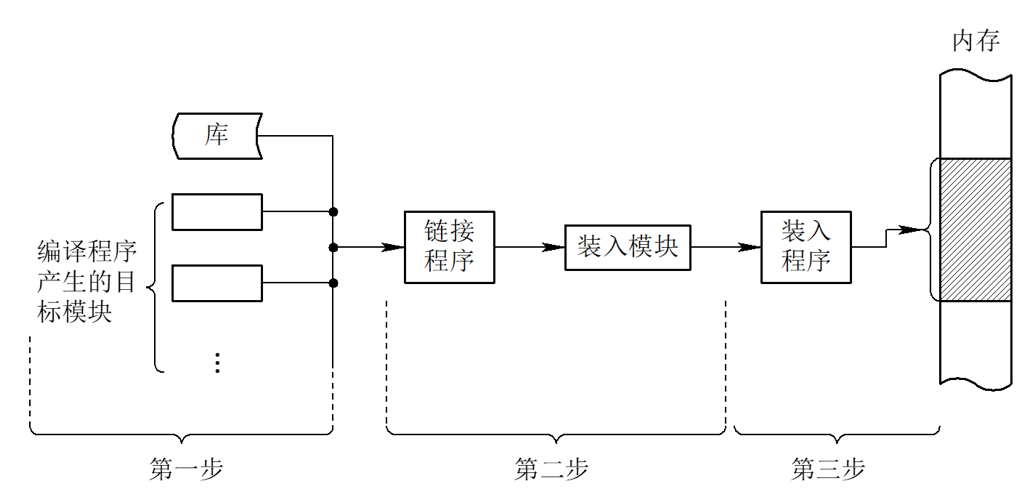 内存
库
编译程序
产生的目
标模块
链接
程序
装入模块
装入
程序
第一步
第二步
第三步